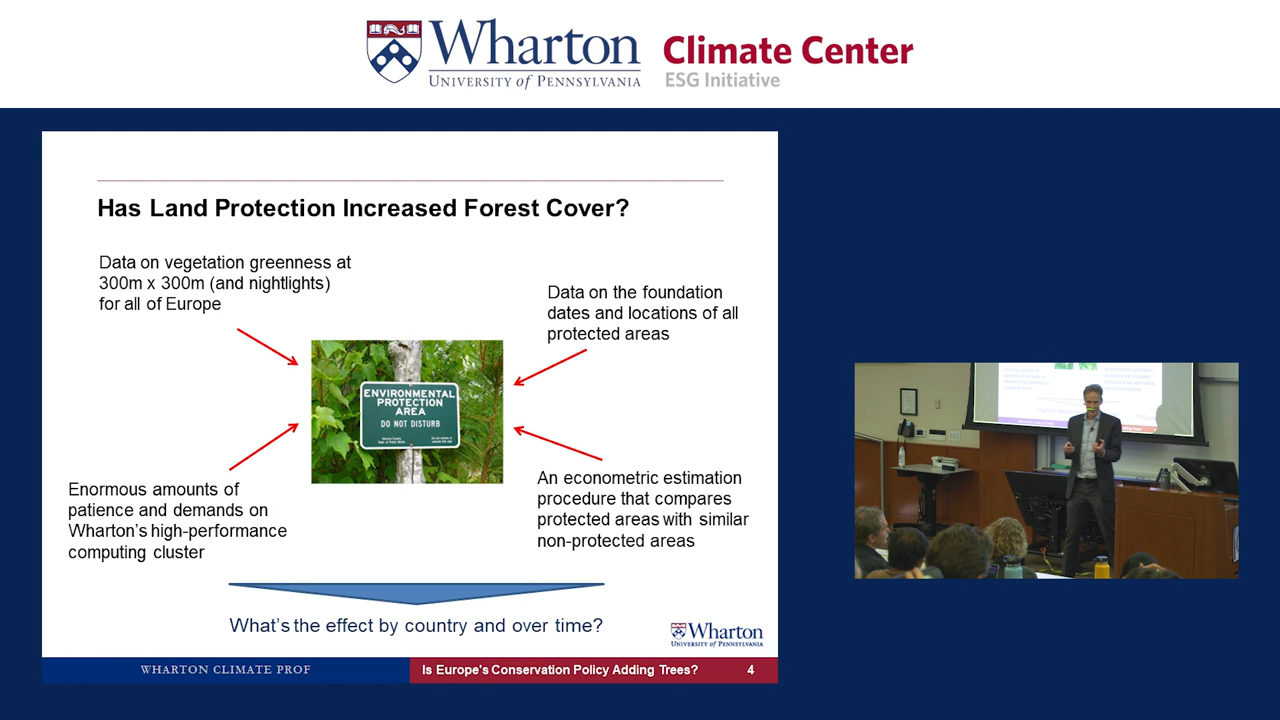 Wharton
UNIVERSITY of PENNSYLVANIA
Climate Center
ESG Initiative
Has Land Protection Increased Forest Cover?
Data on vegetation greenness at
300m x 300m (and nightlights)
for all of Europe
Data on the foundation
dates and locations of all
protected areas
ENVIRONMENTAL
PROTECTION
AREA
DO NOT DISTURB
Enormous amounts of
patience and demands on
Wharton's high-performance
computing cluster
An econometric estimation
procedure that compares
protected areas with similar
non-protected areas
What's the effect by country and over time?
Wharton
UNIVERSITY of PENNSYLVANIA
WHARTON CLIMATE PROF
Is Europe's Conservation Policy Adding Trees?
4